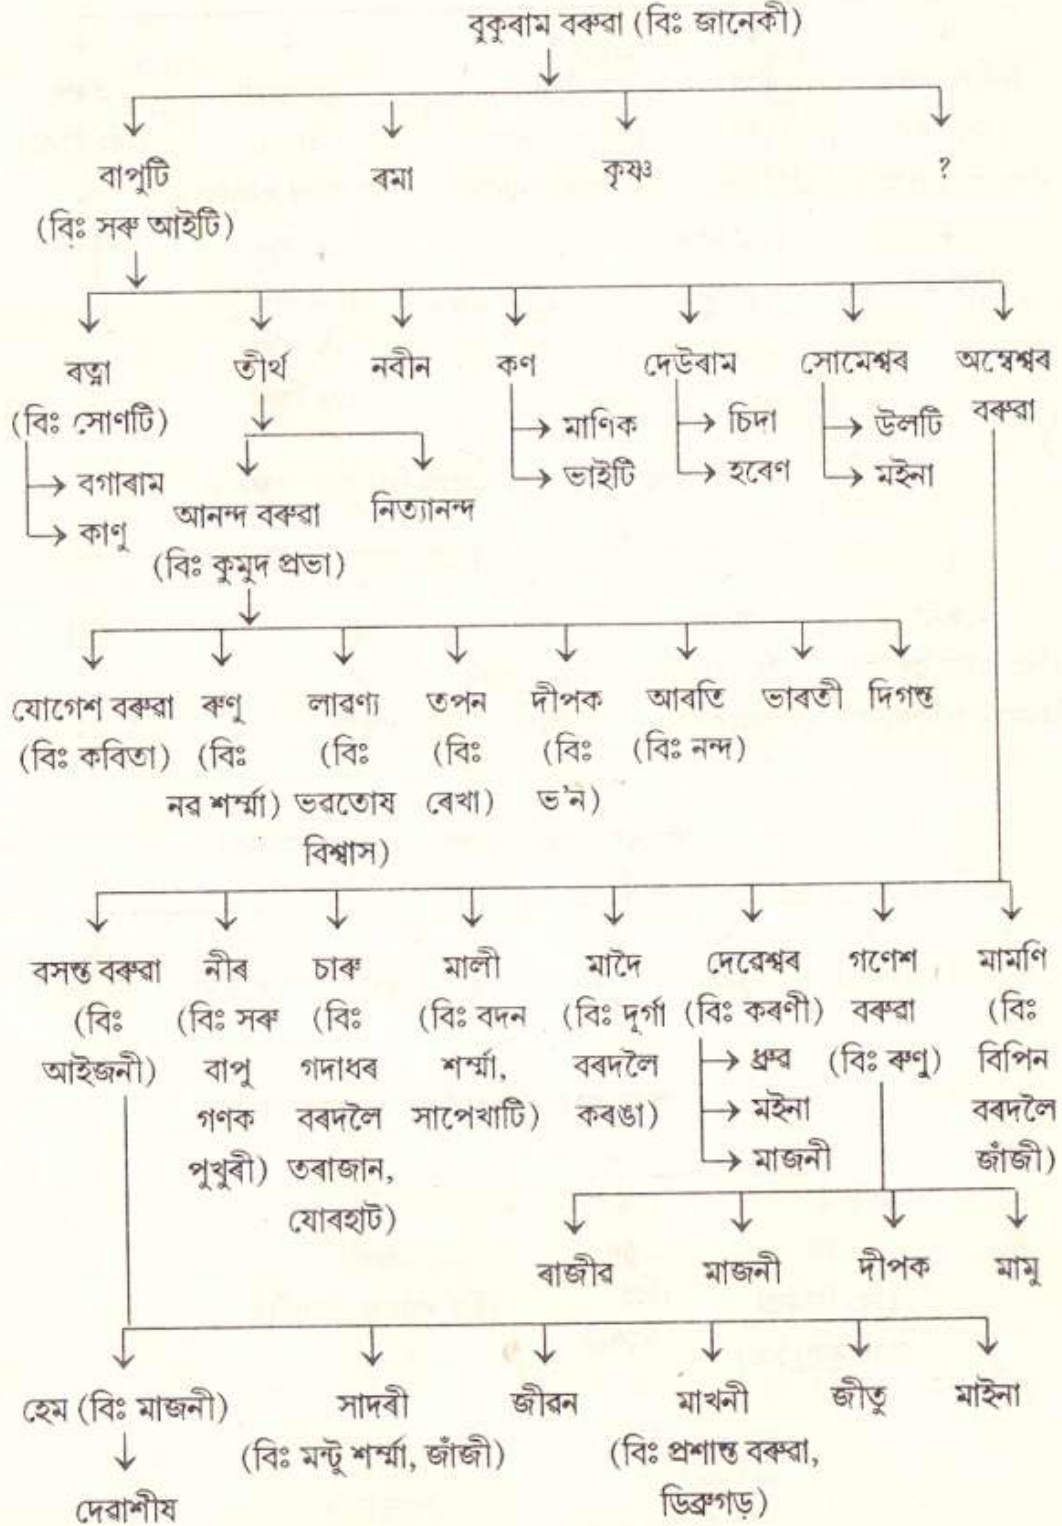 বুকুৰাম বৰুৱা (বিঃ জানেকী)
বাপুটি ৰমা কৃষ্ণ ?
(বিঃ সৰু আইটি)
ৰত্না তীৰ্থ নবীন কণ দেউৰাম সোমেশ্বৰ অম্বেশ্বৰ
(বিঃ সোণটি) মাণিক চিদা উলটি বৰুৱা
বগাৰাম ভাইটি হৰেণ মইনা
কাণু আনন্দ বৰুৱা নিত্যানন্দ
(বিঃ কুমুদ প্ৰভা)
যোগেশ বৰুৱা ৰুণু লাৱণ্য তপন দীপক আৰতি ভাৰতী দিগন্ত
(বিঃ কবিতা) (বিঃ (বিঃ (বিঃ (বিঃ (বিঃ নন্দ)
নৱ শৰ্ম্মা) ভৱতোষ ৰেখা) ভ'ন)
বিশ্বাস)
বসন্ত বৰুৱা নীৰ চাৰু মালী মাদৈ দেৱেশ্বৰ গণেশ মামণি
(বিঃ (বিঃ সৰু (বিঃ (বিঃ বদন (বিঃ দূৰ্গা (বিঃ কৰণী) বৰুৱা (বিঃ
আইজনী) বাপু গদাধৰ শৰ্ম্মা, বৰদলৈ ধ্ৰুৱ (বিঃ ৰুণু) বিপিন
গণক বৰদলৈ সাপেখাটি) কৰঙা) মইনা বৰদলৈ
পুখুৰী) তৰাজান, মাজনী জাঁজী)
যোৰহাট)
ৰাজীৱ মাজনী দীপক মামু
হেম (বিঃ মাজনী) সাদৰী জীৱন মাখনী জীতু মাইনা
(বিঃ মন্টু শৰ্ম্মা, জাঁজী) (বিঃ প্ৰশান্ত বৰুৱা,
দেৱাশীষ ডিব্ৰুগড়)